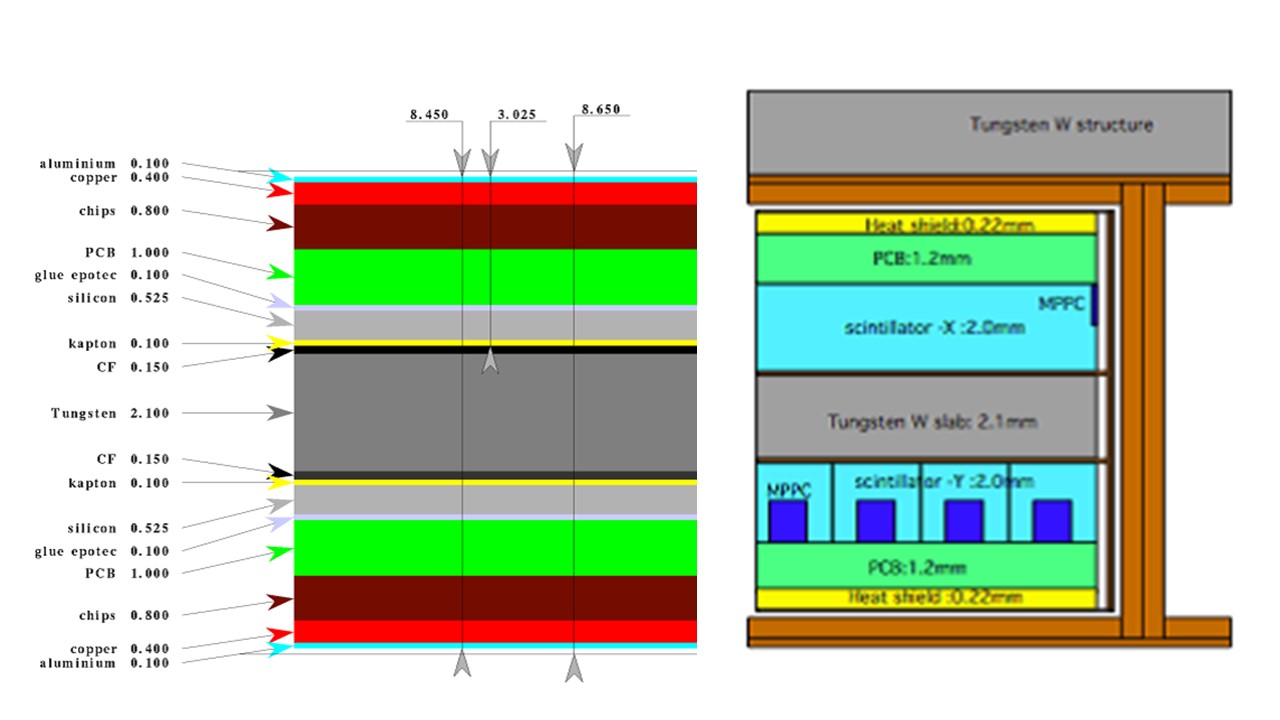 8.450
3.025
8.650
aluminium 0.100
copper 0.400
chips 0.800
PCB 1.000
glue epotec 0.100
silicon 0.525
kapton 0.100
CF 0.150
Tungsten 2.100
CF 0.150
kapton 0.100
silicon 0.525
glue epotec 0.100
PCB 1.000
chips 0.800
copper 0.400
aluminium 0.100
Tungsten W structure
Heat shield:0.22mm
PCB:1.2mm
MPPC
scintillator -X :2.0mm
Tungsten W slab: 2.1mm
scintillator -Y :2.0mm
MPPC
PCB:1.2mm
Heat shield :0.22mm